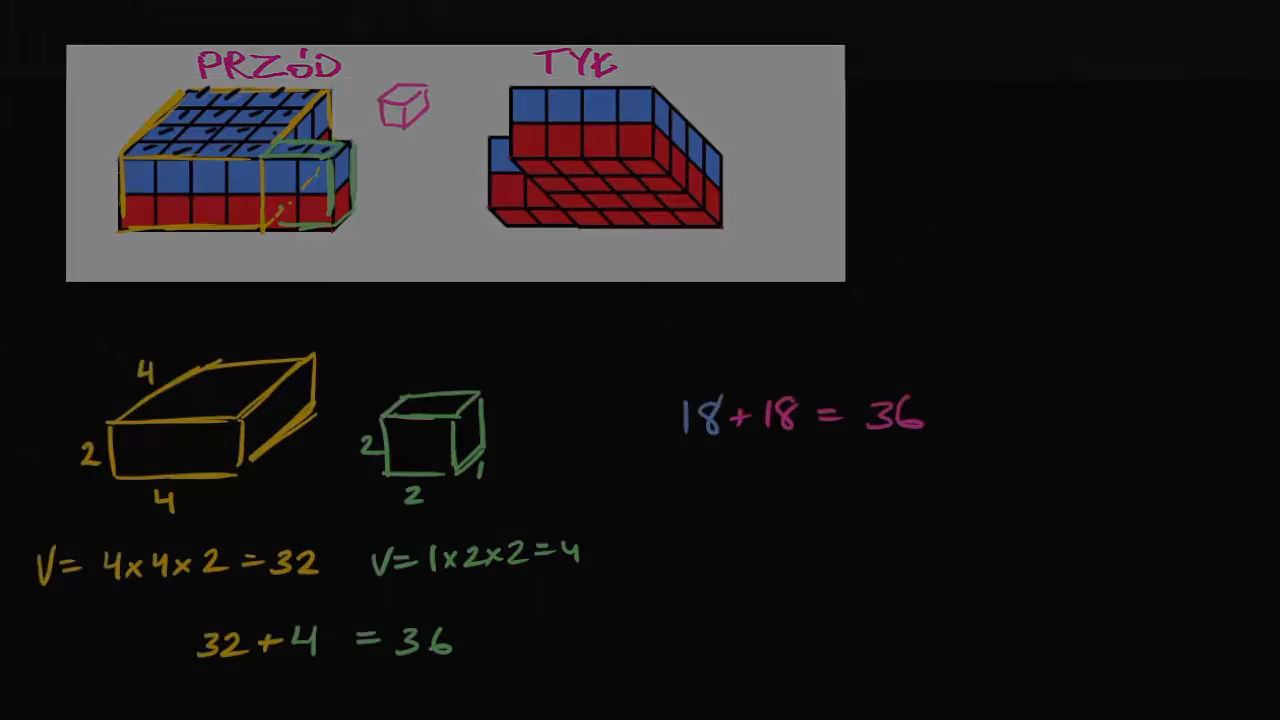 PRZÓD TYŁ
4
2
4
2
2
1
18 + 18 = 36
V= 4x4x2 = 32
V= 1x2x2=4
32 + 4 = 36